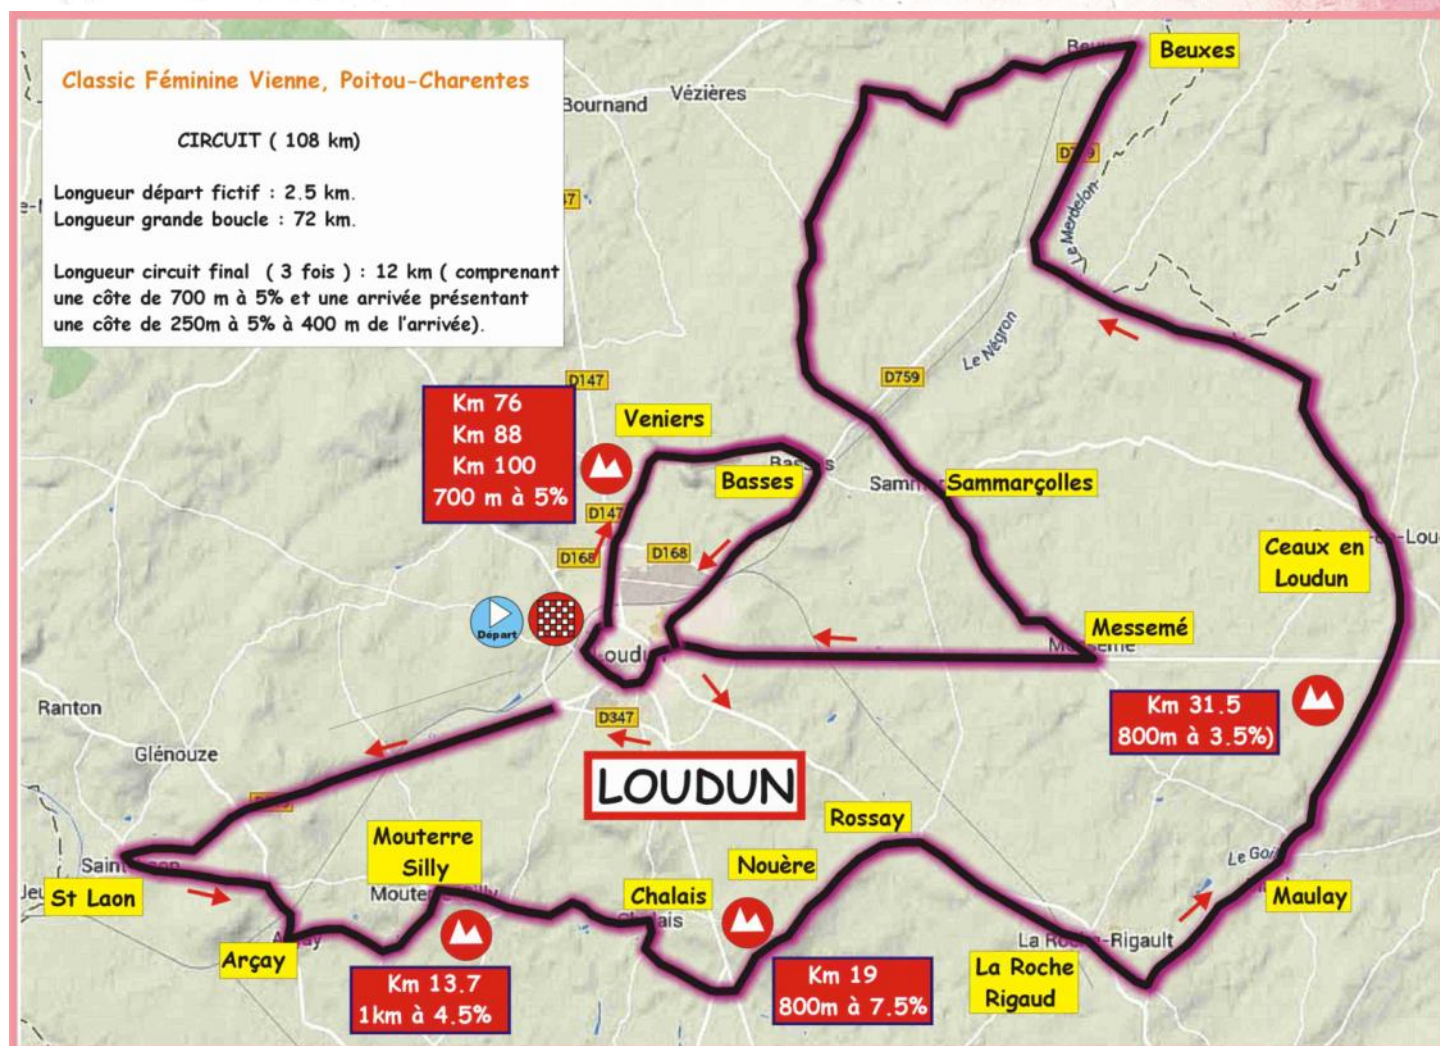 Classic Féminine Vienne, Poitou-Charentes
CIRCUIT ( 108 km)
Longueur départ fictif : 2.5 km.
Longueur grande boucle : 72 km.
Longueur circuit final ( 3 fois ) : 12 km ( comprenant
une côte de 700 m à 5% et une arrivée présentant
une côte de 250m à 5% à 400 m de l'arrivée).
Beuxes
Bournand
Vézières
Le Merdelon
Le Négron
D147
D759
Km 76
Km 88
Km 100
700 m à 5%
Veniers
Basses
Sammarçolles
D147
D168
D168
Ceaux en
Loudun
Départ
Loudun
Messemé
Km 31.5
800m à 3.5%)
Ranton
Glénouze
D347
LOUDUN
Rossay
Mouterre
Silly
Nouère
Chalais
St Laon
Maulay
Arçay
La Roche-Rigault
La Roche
Rigaud
Km 13.7
1km à 4.5%
Km 19
800m à 7.5%